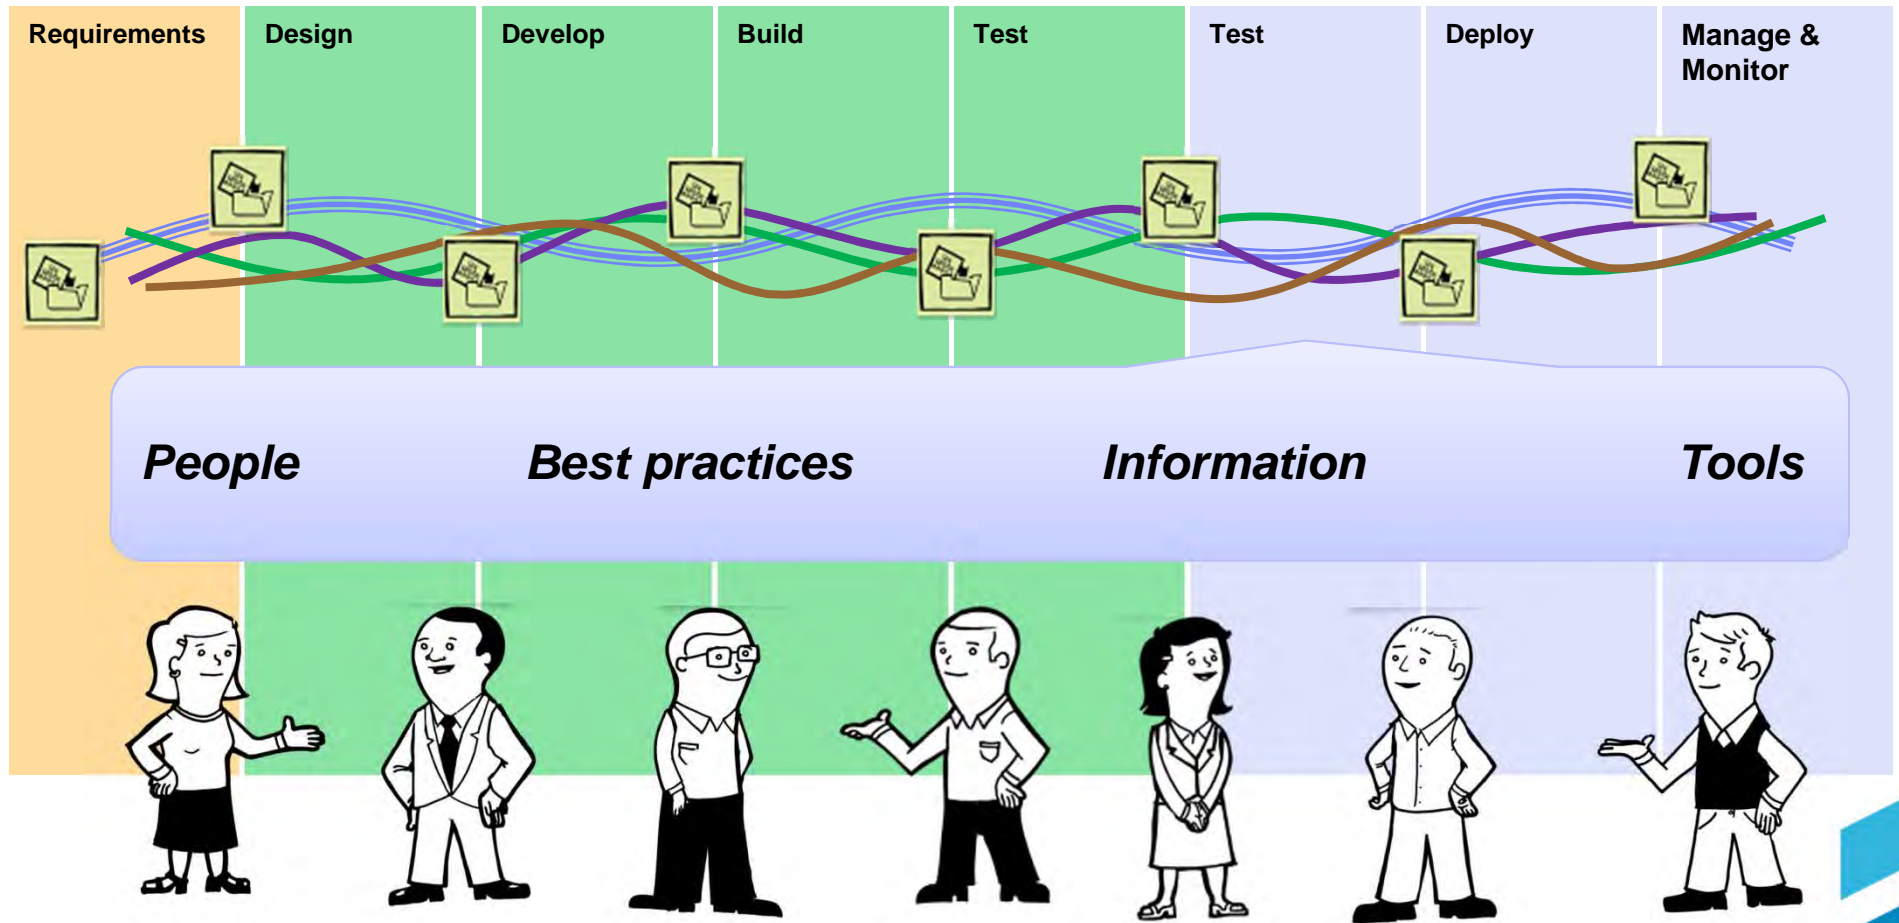 Requirements
Design
Develop
Build
Test
Test
Deploy
Manage &
Monitor
People
Best practices
Information
Tools